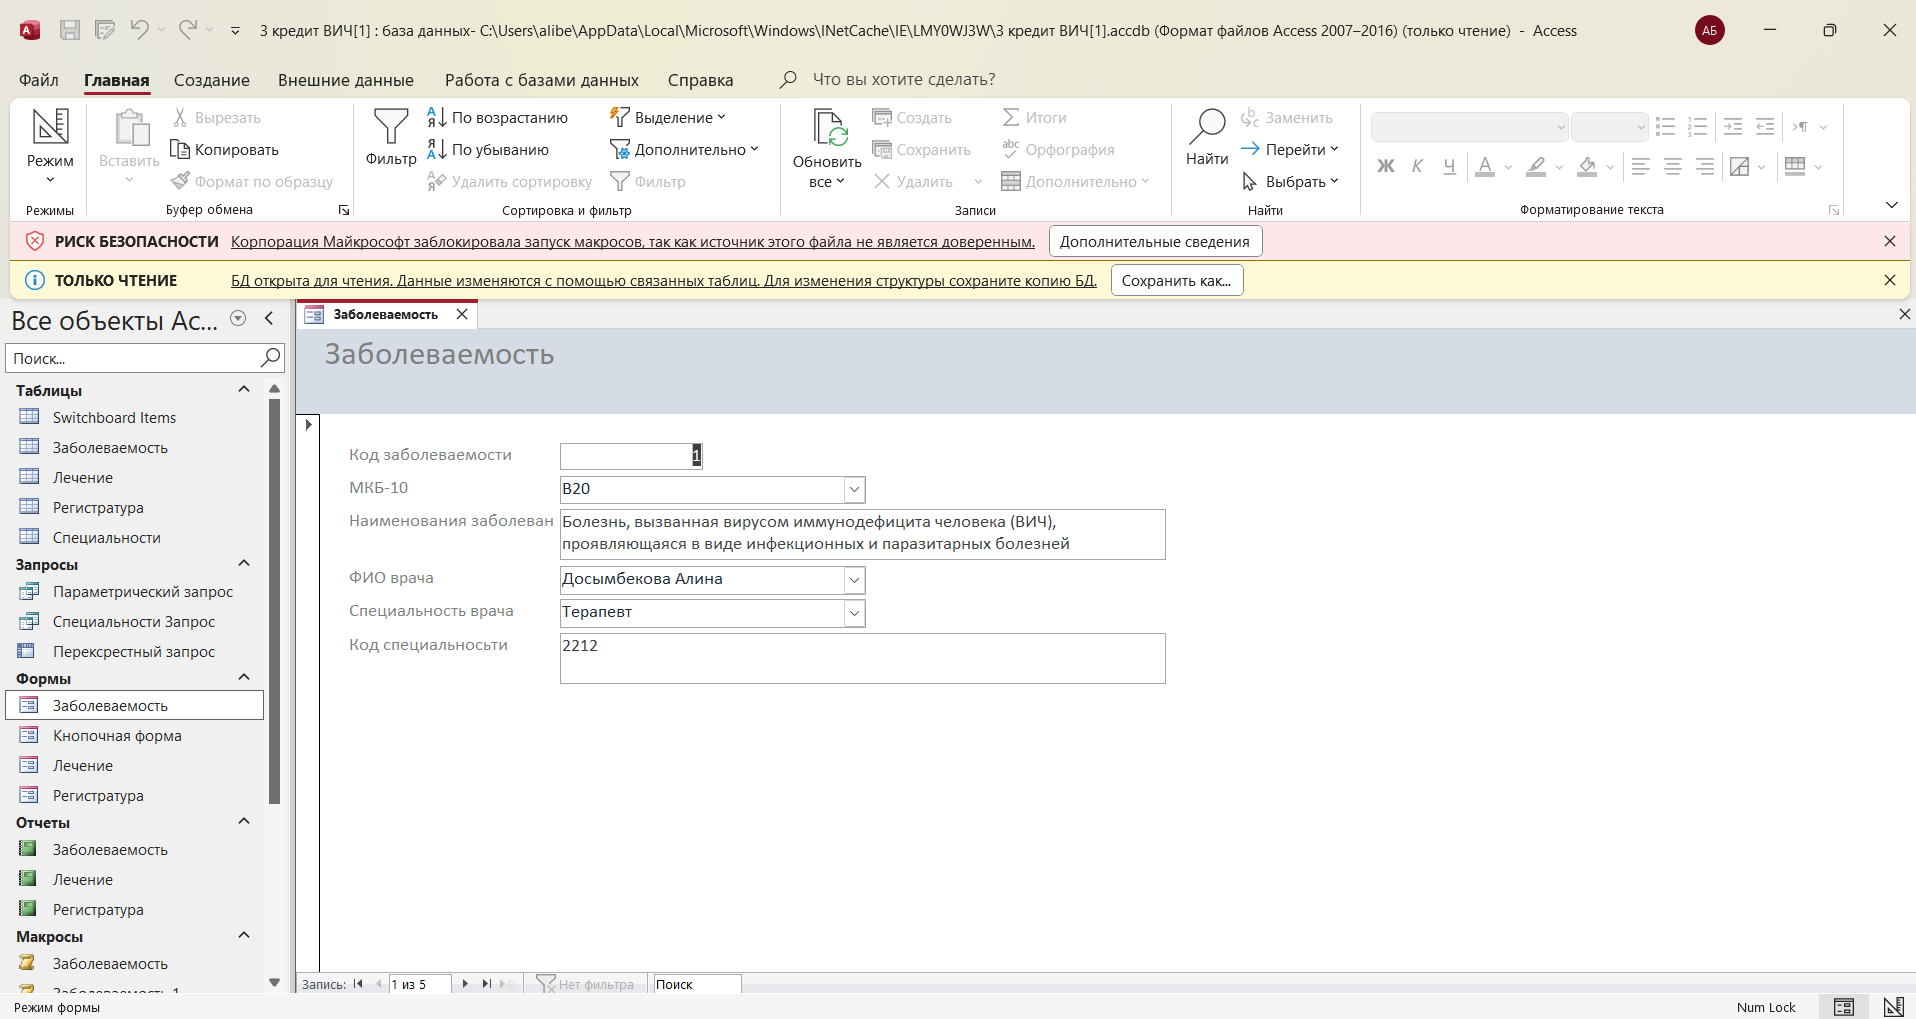 3 кредит ВИЧ[1] : база данных- C:\Users\alibe\AppData\Local\Microsoft\Windows\INetCache\IE\LMY0WJ3W\3 кредит ВИЧ[1].accdb (Формат файлов Access 2007–2016) (только чтение) - Access
АБ
Файл Главная Создание Внешние данные Работа с базами данных Справка Что вы хотите сделать?
Режим
Режимы
Вставить
Вырезать
Копировать
Формат по образцу
Буфер обмена
Фильтр
По возрастанию
По убыванию
Удалить сортировку
Выделение
Дополнительно
Фильтр
Сортировка и фильтр
Обновить
все
Создать
Сохранить
Удалить
Итоги
Орфография
Дополнительно
Записи
Найти
Заменить
Перейти
Выбрать
Найти
Ж К Ч А
Форматирование текста
РИСК БЕЗОПАСНОСТИ Корпорация Майкрософт заблокировала запуск макросов, так как источник этого файла не является доверенным. Дополнительные сведения
ТОЛЬКО ЧТЕНИЕ БД открыта для чтения. Данные изменяются с помощью связанных таблиц. Для изменения структуры сохраните копию БД. Сохранить как...
Все объекты Ac...
Поиск...
Таблицы
Switchboard Items
Заболеваемость
Лечение
Регистратура
Специальности
Запросы
Параметрический запрос
Специальности Запрос
Перексрестный запрос
Формы
Заболеваемость
Кнопочная форма
Лечение
Регистратура
Отчеты
Заболеваемость
Лечение
Регистратура
Макросы
Заболеваемость
Заболеваемость 1
Заболеваемость
Заболеваемость
Код заболеваемости 1
МКБ-10 B20
Наименования заболеван Болезнь, вызванная вирусом иммунодефицита человека (ВИЧ),
проявляющаяся в виде инфекционных и паразитарных болезней
ФИО врача Досымбекова Алина
Специальность врача Терапевт
Код специальносьти 2212
Запись: 1 из 5 Нет фильтра Поиск
Режим формы Num Lock